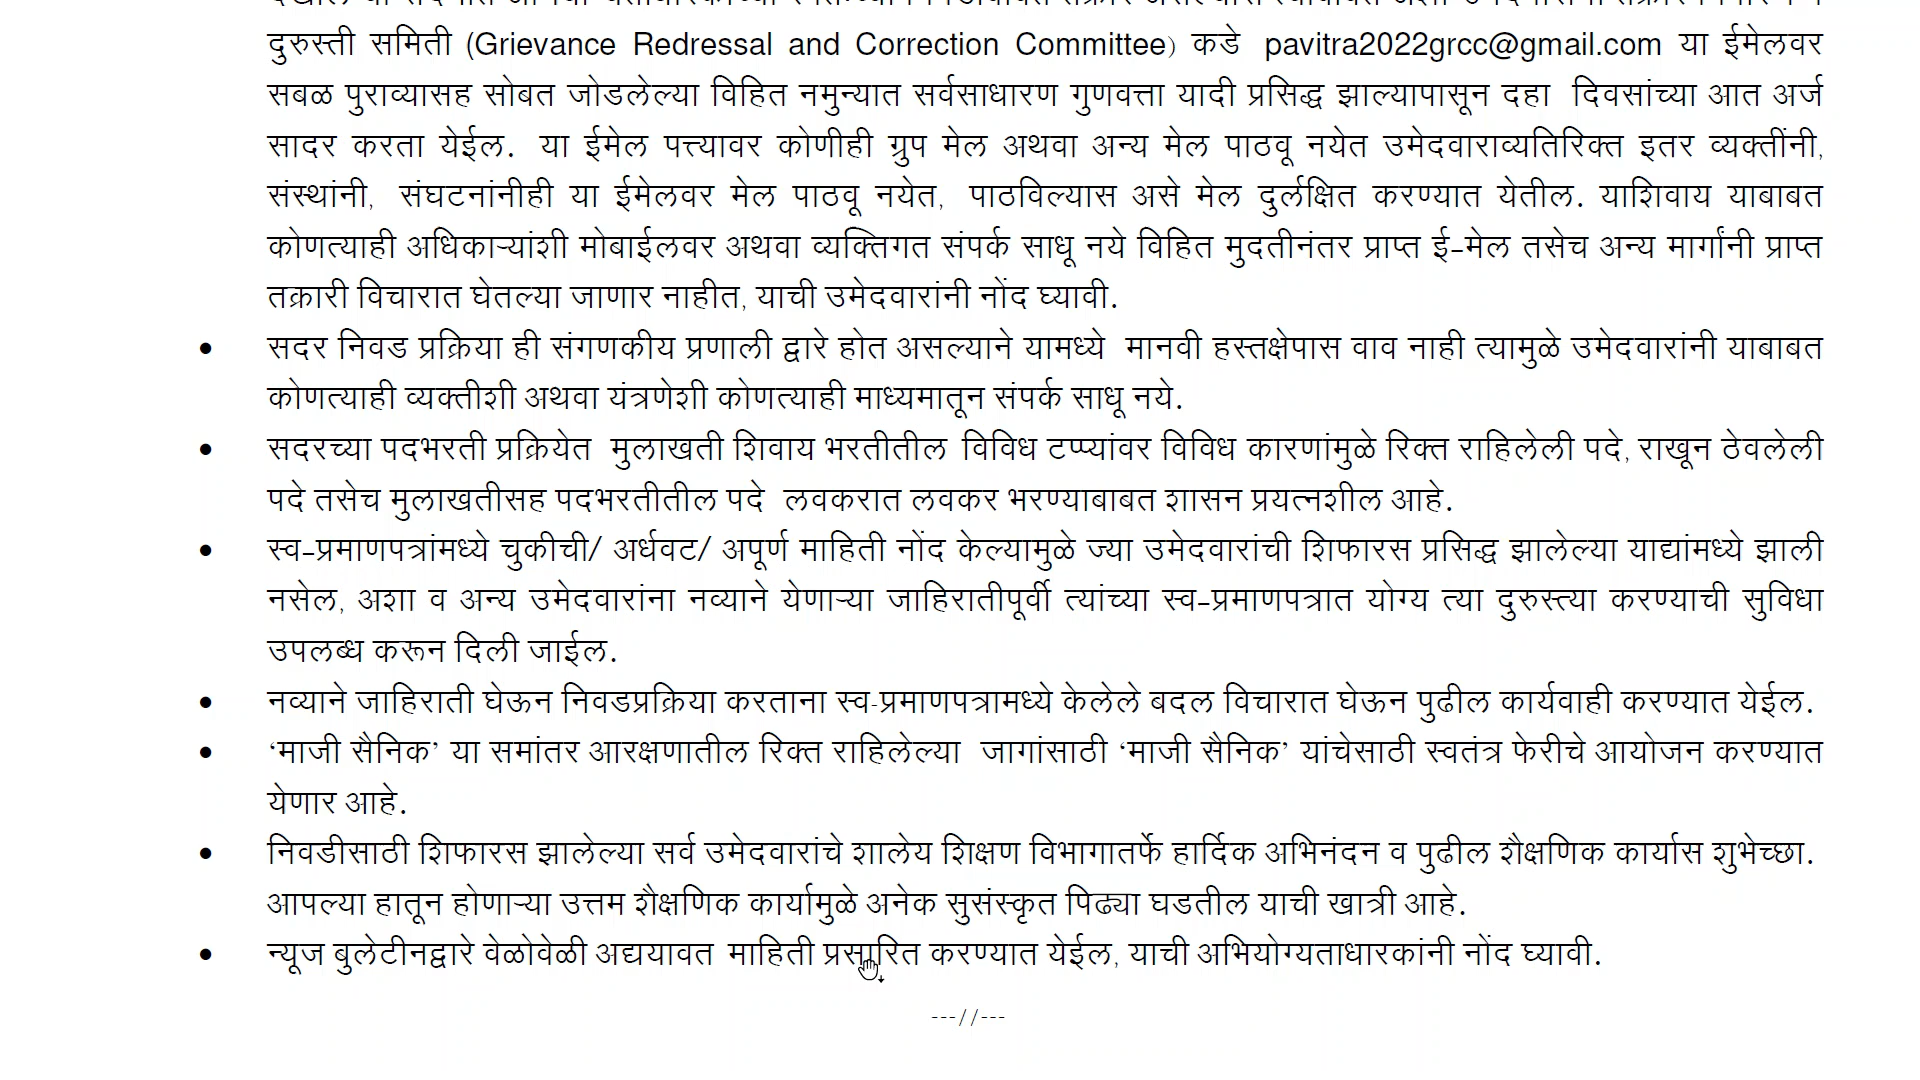 दुरुस्ती समिती (Grievance Redressal and Correction Committee) कडे pavitra2022grcc@gmail.com या ईमेलवर
सबळ पुराव्यासह सोबत जोडलेल्या विहित नमुन्यात सर्वसाधारण गुणवत्ता यादी प्रसिद्ध झाल्यापासून दहा दिवसांच्या आत अर्ज
सादर करता येईल. या ईमेल पत्त्यावर कोणीही ग्रुप मेल अथवा अन्य मेल पाठवू नयेत उमेदवाराव्यतिरिक्त इतर व्यक्तींनी,
संस्थांनी, संघटनांनीही या ईमेलवर मेल पाठवू नयेत, पाठविल्यास असे मेल दुर्लक्षित करण्यात येतील. याशिवाय याबाबत
कोणत्याही अधिकाऱ्यांशी मोबाईलवर अथवा व्यक्तिगत संपर्क साधू नये विहित मुदतीनंतर प्राप्त ई-मेल तसेच अन्य मार्गांनी प्राप्त
तक्रारी विचारात घेतल्या जाणार नाहीत, याची उमेदवारांनी नोंद घ्यावी.
• सदर निवड प्रक्रिया ही संगणकीय प्रणाली द्वारे होत असल्याने यामध्ये मानवी हस्तक्षेपास वाव नाही त्यामुळे उमेदवारांनी याबाबत
कोणत्याही व्यक्तीशी अथवा यंत्रणेशी कोणत्याही माध्यमातून संपर्क साधू नये.
• सदरच्या पदभरती प्रक्रियेत मुलाखती शिवाय भरतीतील विविध टप्प्यांवर विविध कारणांमुळे रिक्त राहिलेली पदे, राखून ठेवलेली
पदे तसेच मुलाखतीसह पदभरतीतील पदे लवकरात लवकर भरण्याबाबत शासन प्रयत्नशील आहे.
• स्व-प्रमाणपत्रांमध्ये चुकीची/ अर्धवट/ अपूर्ण माहिती नोंद केल्यामुळे ज्या उमेदवारांची शिफारस प्रसिद्ध झालेल्या याद्यांमध्ये झाली
नसेल, अशा व अन्य उमेदवारांना नव्याने येणाऱ्या जाहिरातीपूर्वी त्यांच्या स्व-प्रमाणपत्रात योग्य त्या दुरुस्त्या करण्याची सुविधा
उपलब्ध करून दिली जाईल.
• नव्याने जाहिराती घेऊन निवडप्रक्रिया करताना स्व-प्रमाणपत्रामध्ये केलेले बदल विचारात घेऊन पुढील कार्यवाही करण्यात येईल.
• ‘माजी सैनिक’ या समांतर आरक्षणातील रिक्त राहिलेल्या जागांसाठी ‘माजी सैनिक’ यांचेसाठी स्वतंत्र फेरीचे आयोजन करण्यात
येणार आहे.
• निवडीसाठी शिफारस झालेल्या सर्व उमेदवारांचे शालेय शिक्षण विभागातर्फे हार्दिक अभिनंदन व पुढील शैक्षणिक कार्यास शुभेच्छा.
आपल्या हातून होणाऱ्या उत्तम शैक्षणिक कार्यामुळे अनेक सुसंस्कृत पिढ्या घडतील याची खात्री आहे.
• न्यूज बुलेटीनद्वारे वेळोवेळी अद्ययावत माहिती प्रसारित करण्यात येईल, याची अभियोग्यताधारकांनी नोंद घ्यावी.
---//---